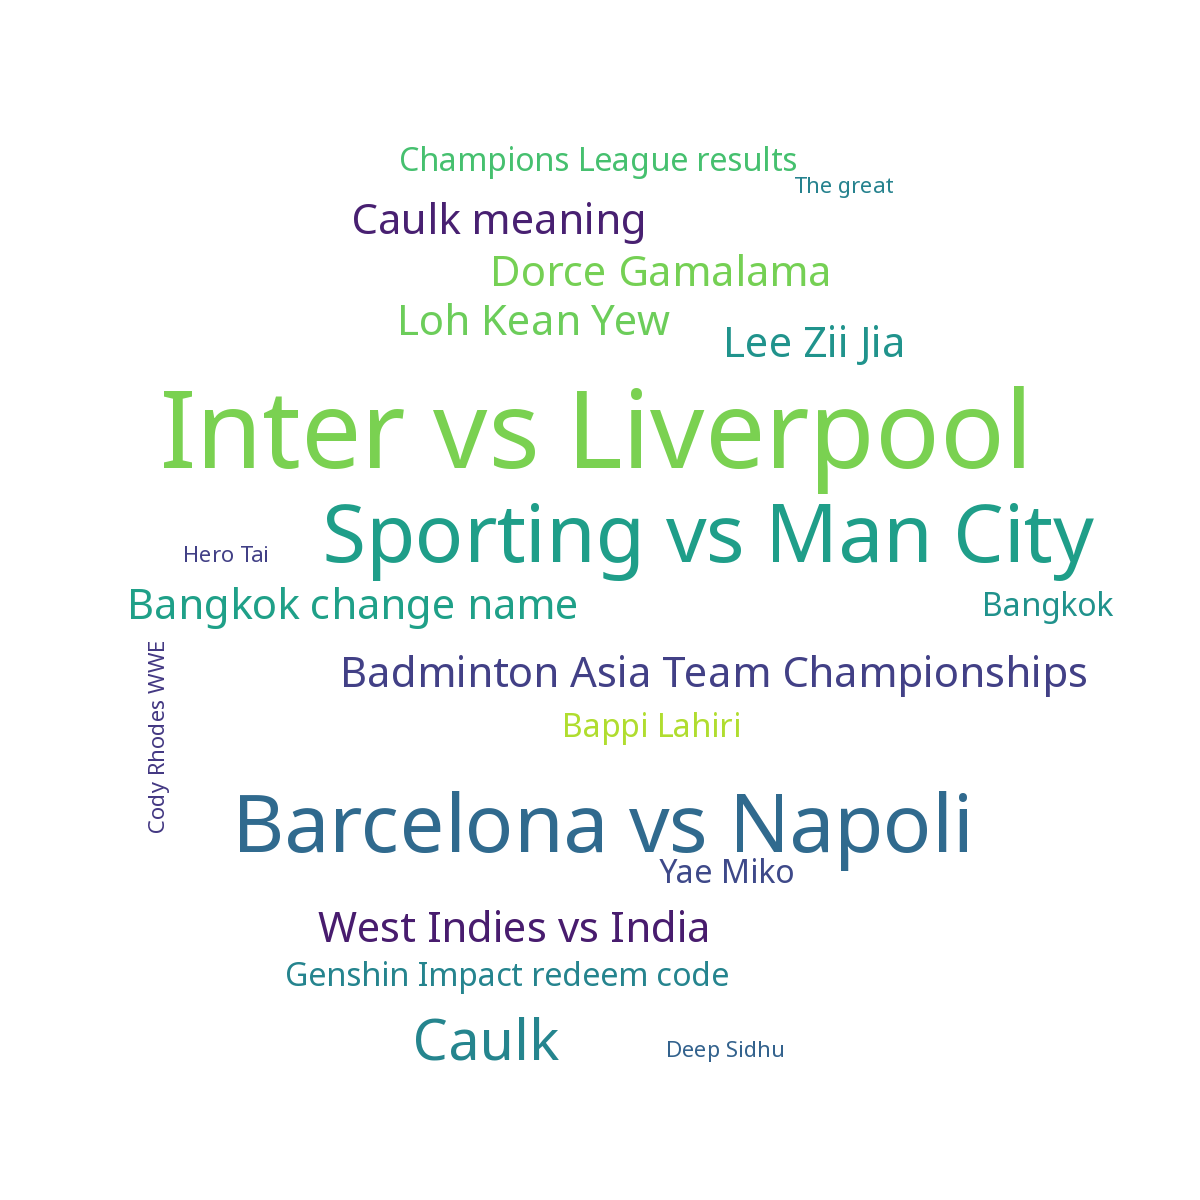 Champions League results
The great
Caulk meaning
Dorce Gamalama
Loh Kean Yew
Lee Zii Jia
Inter vs Liverpool
Sporting vs Man City
Hero Tai
Bangkok change name
Bangkok
Cody Rhodes WWE
Badminton Asia Team Championships
Bappi Lahiri
Barcelona vs Napoli
Yae Miko
West Indies vs India
Genshin Impact redeem code
Caulk
Deep Sidhu